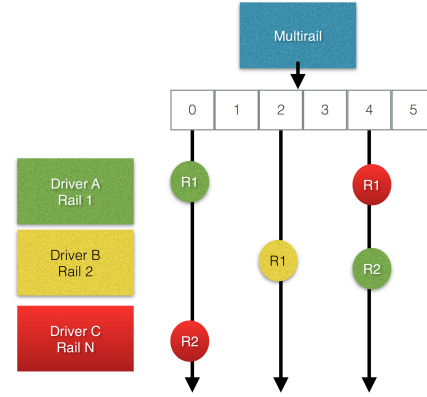 Multirail
0 1 2 3 4 5
Driver A
Rail 1
R1
R1
Driver B
Rail 2
R1
R2
Driver C
Rail N
R2